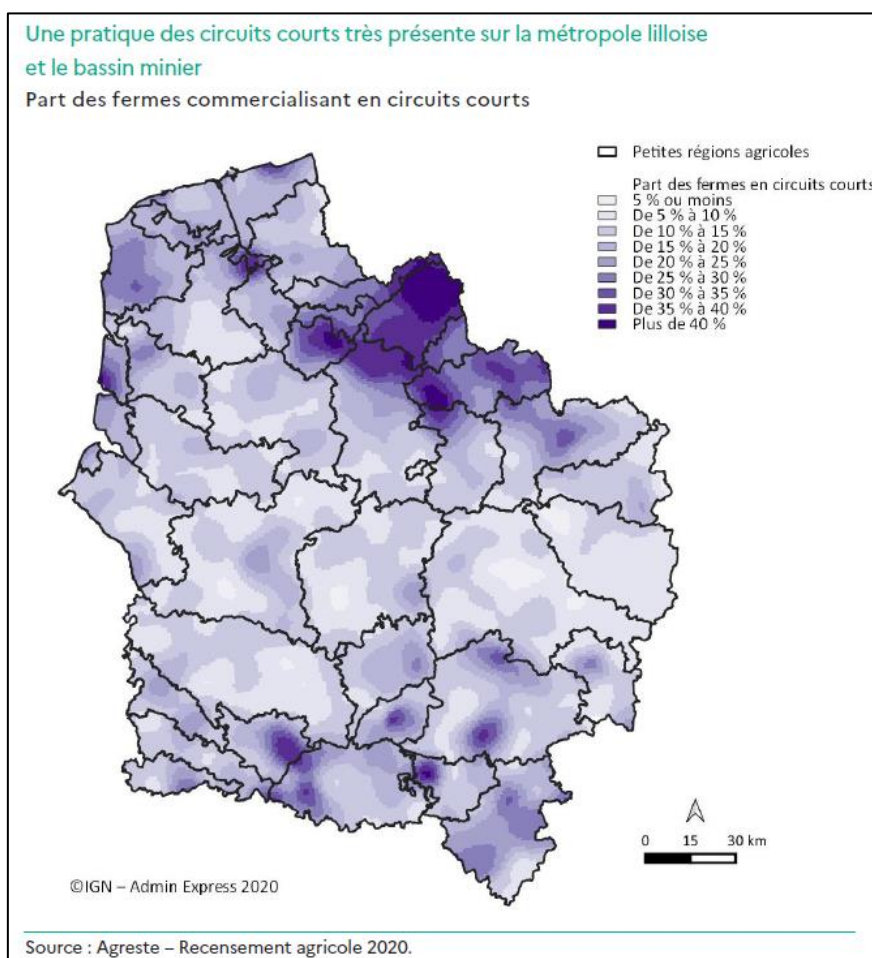 Une pratique des circuits courts très présente sur la métropole lilloise
et le bassin minier
Part des fermes commercialisant en circuits courts
Petites régions agricoles
Part des fermes en circuits courts
5 % ou moins
De 5 % à 10 %
De 10 % à 15 %
De 15 % à 20 %
De 20 % à 25 %
De 25 % à 30 %
De 30 % à 35 %
De 35 % à 40 %
Plus de 40 %
0 15 30 km
©IGN – Admin Express 2020
Source : Agreste – Recensement agricole 2020.